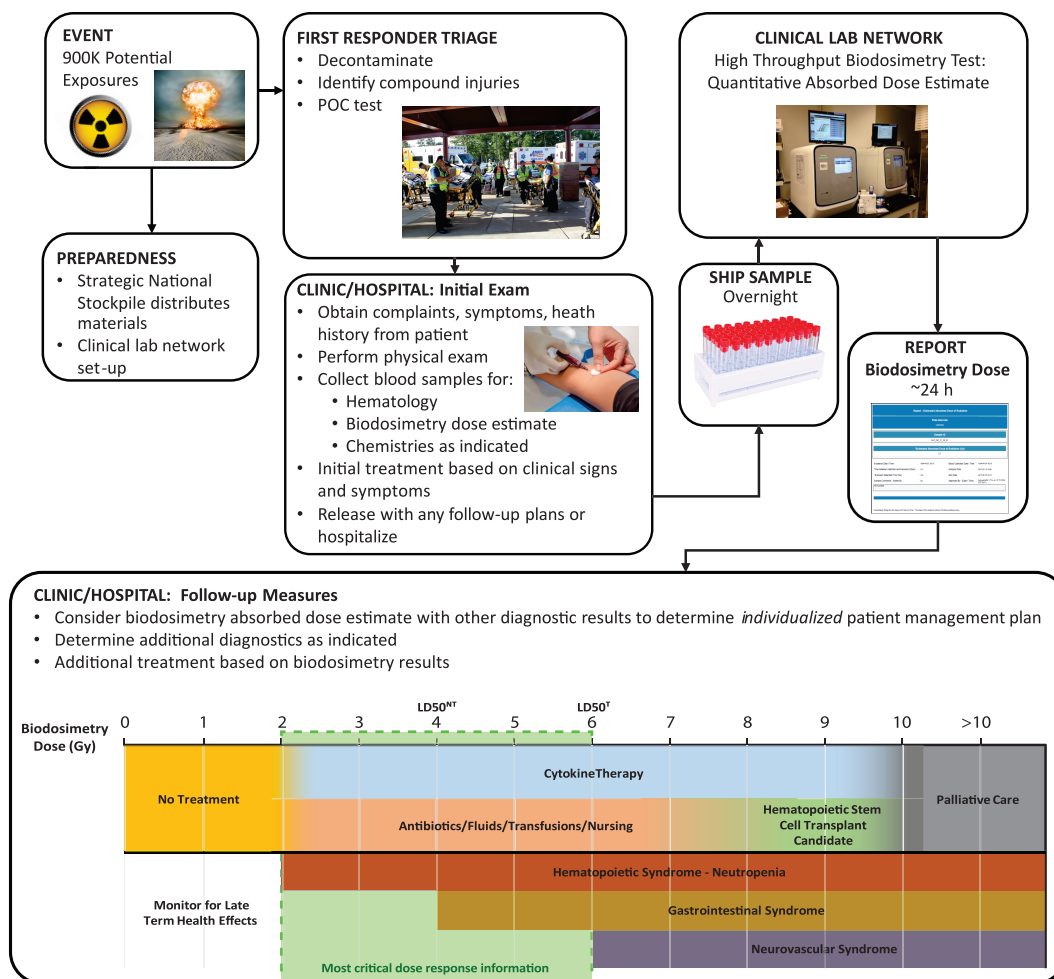 EVENT
900K Potential
Exposures
FIRST RESPONDER TRIAGE
• Decontaminate
• Identify compound injuries
• POC test
CLINICAL LAB NETWORK
High Throughput Biodosimetry Test:
Quantitative Absorbed Dose Estimate
PREPAREDNESS
• Strategic National
Stockpile distributes
materials
• Clinical lab network
set-up
CLINIC/HOSPITAL: Initial Exam
• Obtain complaints, symptoms, heath
history from patient
• Perform physical exam
• Collect blood samples for:
• Hematology
• Biodosimetry dose estimate
• Chemistries as indicated
• Initial treatment based on clinical signs
and symptoms
• Release with any follow-up plans or
hospitalize
SHIP SAMPLE
Overnight
REPORT
Biodosimetry Dose
~24 h
CLINIC/HOSPITAL: Follow-up Measures
• Consider biodosimetry absorbed dose estimate with other diagnostic results to determine individualized patient management plan
• Determine additional diagnostics as indicated
• Additional treatment based on biodosimetry results
LD50NT LD50T
Biodosimetry
Dose (Gy)
0 1 2 3 4 5 6 7 8 9 10 >10
No Treatment
CytokineTherapy
Palliative Care
Antibiotics/Fluids/Transfusions/Nursing
Hematopoietic Stem
Cell Transplant
Candidate
Hematopoietic Syndrome - Neutropenia
Monitor for Late
Term Health Effects
Gastrointestinal Syndrome
Neurovascular Syndrome
Most critical dose response information